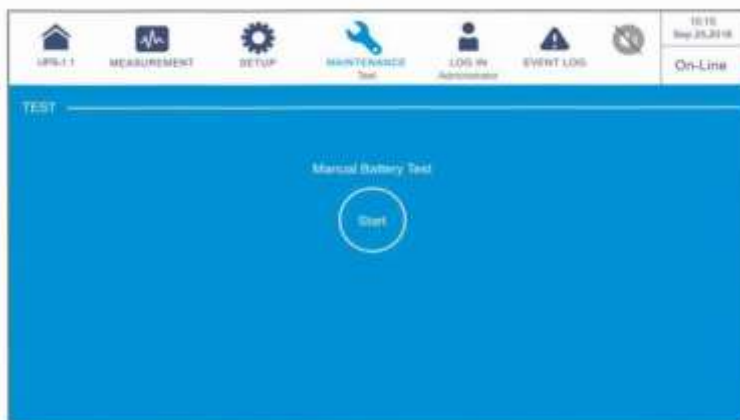 UPS-1.1
MEASUREMENT
SETUP
MAINTENANCE
Test
LOG IN
Administrator
EVENT LOG
On-Line
TEST
Manual Battery Test
Start